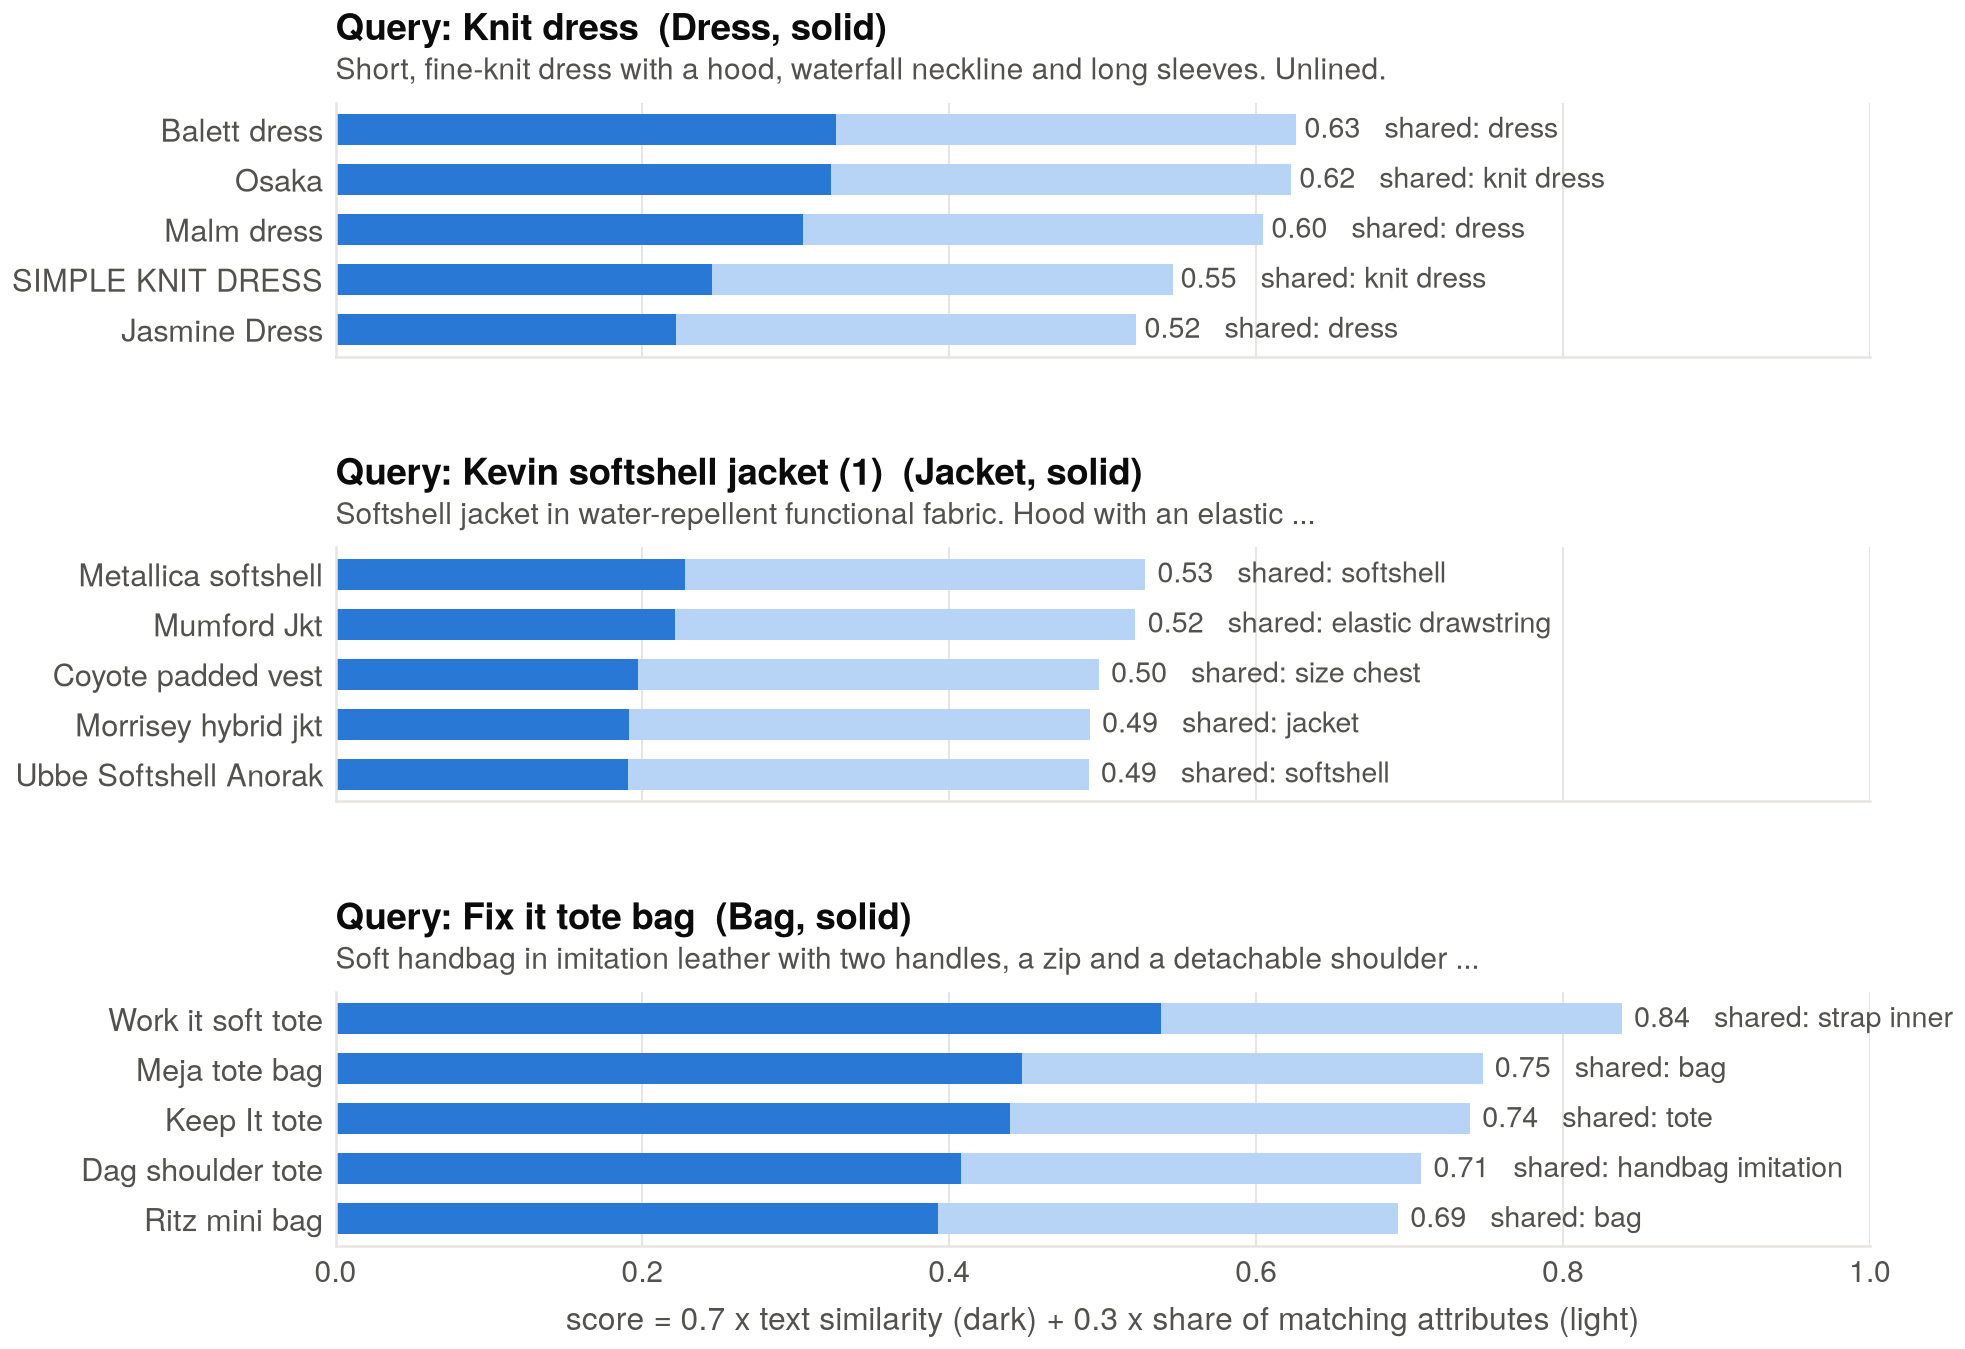 Query: Knit dress (Dress, solid)
Short, fine-knit dress with a hood, waterfall neckline and long sleeves. Unlined.
Balett dress 0.63 shared: dress
Osaka 0.62 shared: knit dress
Malm dress 0.60 shared: dress
SIMPLE KNIT DRESS 0.55 shared: knit dress
Jasmine Dress 0.52 shared: dress
Query: Kevin softshell jacket (1) (Jacket, solid)
Softshell jacket in water-repellent functional fabric. Hood with an elastic ...
Metallica softshell 0.53 shared: softshell
Mumford Jkt 0.52 shared: elastic drawstring
Coyote padded vest 0.50 shared: size chest
Morrisey hybrid jkt 0.49 shared: jacket
Ubbe Softshell Anorak 0.49 shared: softshell
Query: Fix it tote bag (Bag, solid)
Soft handbag in imitation leather with two handles, a zip and a detachable shoulder ...
Work it soft tote 0.84 shared: strap inner
Meja tote bag 0.75 shared: bag
Keep It tote 0.74 shared: tote
Dag shoulder tote 0.71 shared: handbag imitation
Ritz mini bag 0.69 shared: bag
0.0 0.2 0.4 0.6 0.8 1.0
score = 0.7 x text similarity (dark) + 0.3 x share of matching attributes (light)